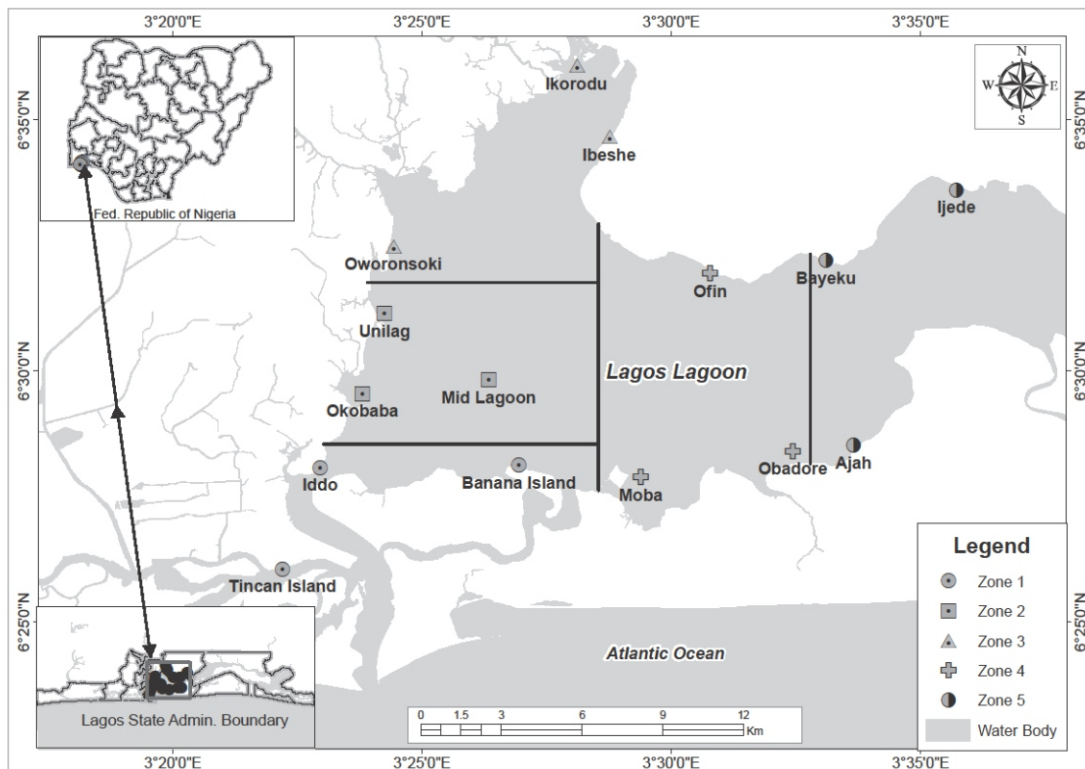 3°20'0"E
3°25'0"E
3°30'0"E
3°35'0"E
Fed. Republic of Nigeria
N
W
E
S
6°35'0"N
6°35'0"N
Ikorodu
Ibeshe
Ijede
Oworonsoki
Ofin
Bayeku
Unilag
6°30'0"N
6°30'0"N
Lagos Lagoon
Mid Lagoon
Okobaba
Iddo
Banana Island
Moba
Obadore
Ajah
Tincan Island
6°25'0"N
6°25'0"N
Atlantic Ocean
Lagos State Admin. Boundary
0
1.5
3
6
9
12
Km
Legend
Zone 1
Zone 2
Zone 3
Zone 4
Zone 5
Water Body
3°20'0"E
3°25'0"E
3°30'0"E
3°35'0"E